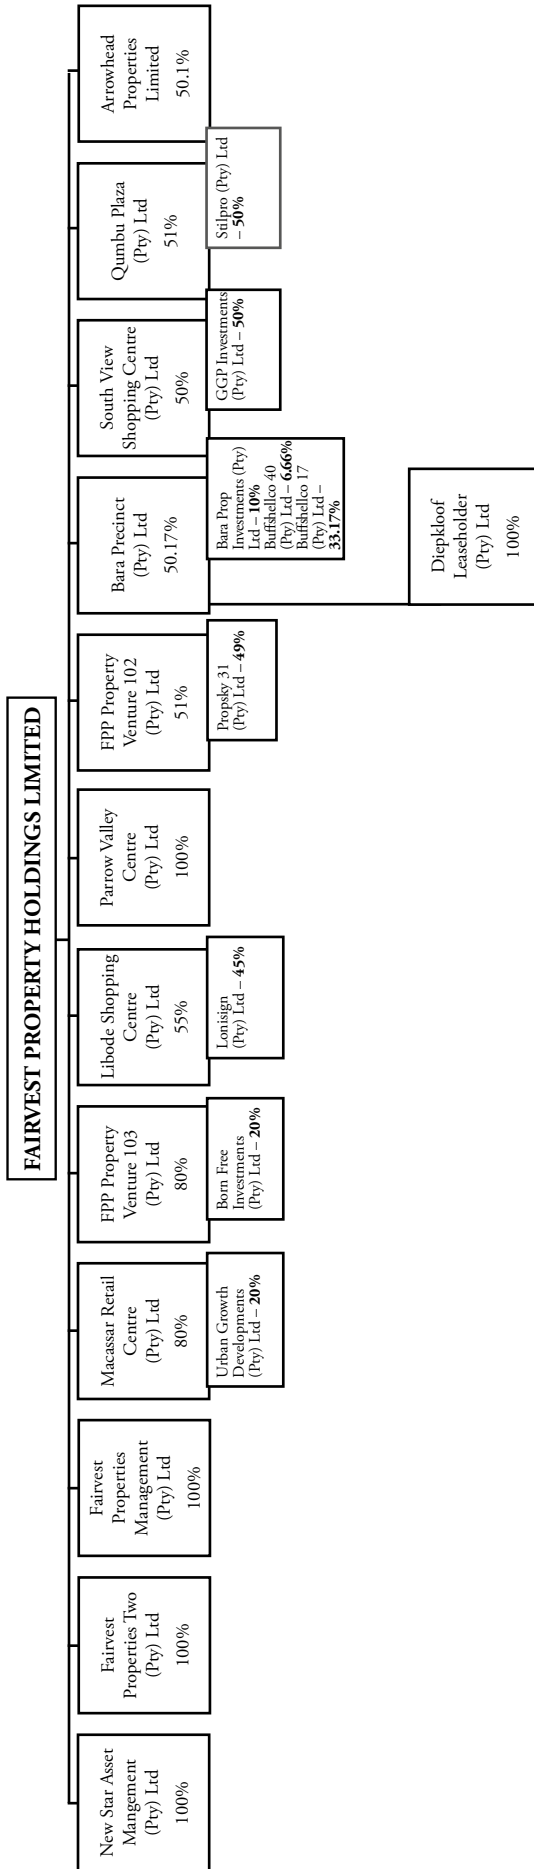 FAIRVEST PROPERTY HOLDINGS LIMITED
New Star Asset
Mangement
(Pty) Ltd
100%
Fairvest
Properties Two
(Pty) Ltd
100%
Fairvest
Properties
Management
(Pty) Ltd
100%
Macassar Retail
Centre
(Pty) Ltd
80%
Urban Growth
Developments
(Pty) Ltd – 20%
FPP Property
Venture 103
(Pty) Ltd
80%
Born Free
Investments
(Pty) Ltd – 20%
Libode Shopping
Centre
(Pty) Ltd
55%
Lonisign
(Pty) Ltd – 45%
Parrow Valley
Centre
(Pty) Ltd
100%
FPP Property
Venture 102
(Pty) Ltd
51%
Propsky 31
(Pty) Ltd – 49%
Bara Precinct
(Pty) Ltd
50.17%
Bara Prop
Investments (Pty)
Ltd – 10%
Buffshellco 40
(Pty) Ltd – 6.66%
Buffshellco 17
(Pty) Ltd –
33.17%
Diepkloof
Leaseholder
(Pty) Ltd
100%
South View
Shopping Centre
(Pty) Ltd
50%
GGP Investments
(Pty) Ltd – 50%
Qumbu Plaza
(Pty) Ltd
51%
Stilpro (Pty) Ltd
– 50%
Arrowhead
Properties
Limited
50.1%